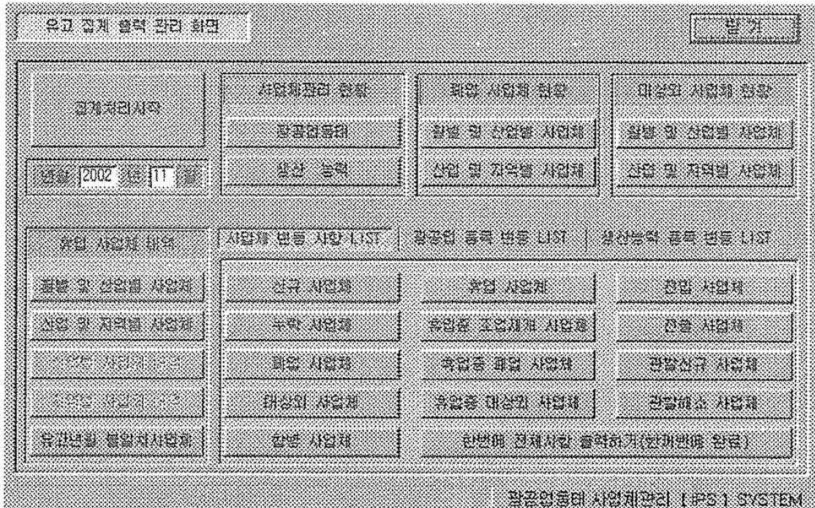 유고 집계 출력 관리 화면
닫 기
집계처리시작
년월 2002 년 11 월
사업체관리 현황
광공업동태
생산 능력
폐업 사업체 현황
월별 및 산업별 사업체
산업 및 지역별 사업체
대상외 사업체 현황
월별 및 산업별 사업체
산업 및 지역별 사업체
휴업 사업체 내역
월별 및 산업별 사업체
산업 및 지역별 사업체
유고년월 불일치사업체
사업체 변동 사항 LIST
광공업 품목 변동 LIST
생산능력 품목 변동 LIST
신규 사업체
휴업 사업체
전입 사업체
누락 사업체
휴업중 조업재개 사업체
전출 사업체
폐업 사업체
휴업중 폐업 사업체
관할신규 사업체
대상외 사업체
휴업중 대상외 사업체
관할폐소 사업체
합병 사업체
한번에 전체사항 출력하기(한꺼번에 완료)
광공업동태 사업체관리 [ IPS ] SYSTEM